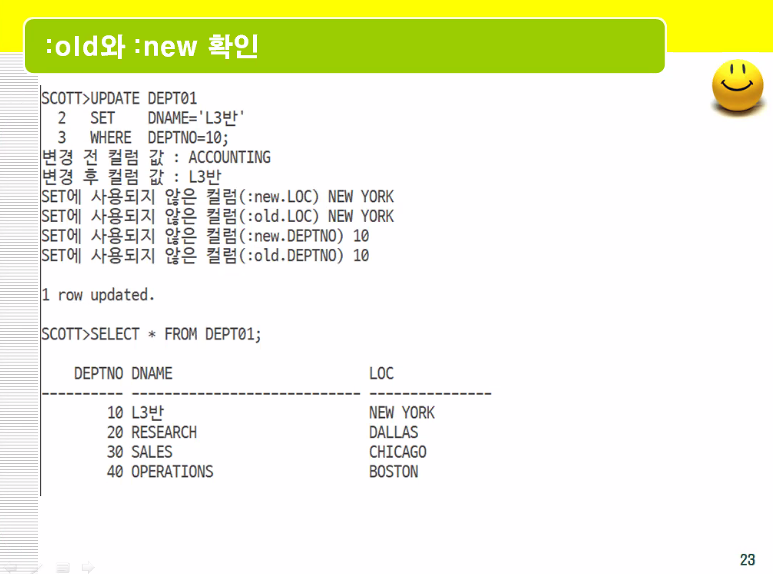 :old와 :new 확인
SCOTT>UPDATE DEPT01
2 SET DNAME='L3반'
3 WHERE DEPTNO=10;
변경 전 컬럼 값 : ACCOUNTING
변경 후 컬럼 값 : L3반
SET에 사용되지 않은 컬럼(:new.LOC) NEW YORK
SET에 사용되지 않은 컬럼(:old.LOC) NEW YORK
SET에 사용되지 않은 컬럼(:new.DEPTNO) 10
SET에 사용되지 않은 컬럼(:old.DEPTNO) 10
1 row updated.
SCOTT>SELECT * FROM DEPT01;
DEPTNO DNAME LOC
---------- ---------------------------- ---------------
10 L3반 NEW YORK
20 RESEARCH DALLAS
30 SALES CHICAGO
40 OPERATIONS BOSTON
23